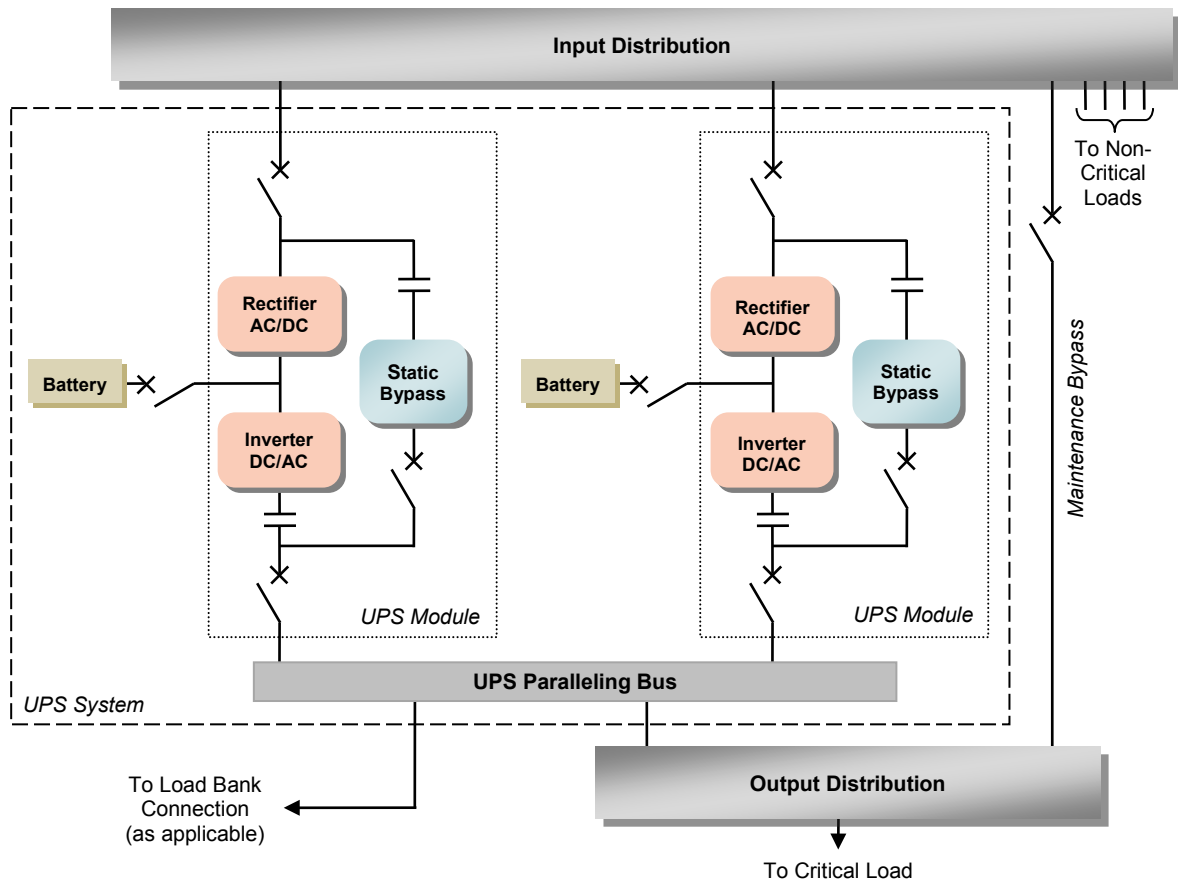 Input Distribution
To Non-
Critical
Loads
Rectifier
AC/DC
Static
Bypass
Battery
Inverter
DC/AC
UPS Module
Rectifier
AC/DC
Static
Bypass
Battery
Inverter
DC/AC
UPS Module
Maintenance Bypass
UPS Paralleling Bus
UPS System
To Load Bank
Connection
(as applicable)
Output Distribution
To Critical Load